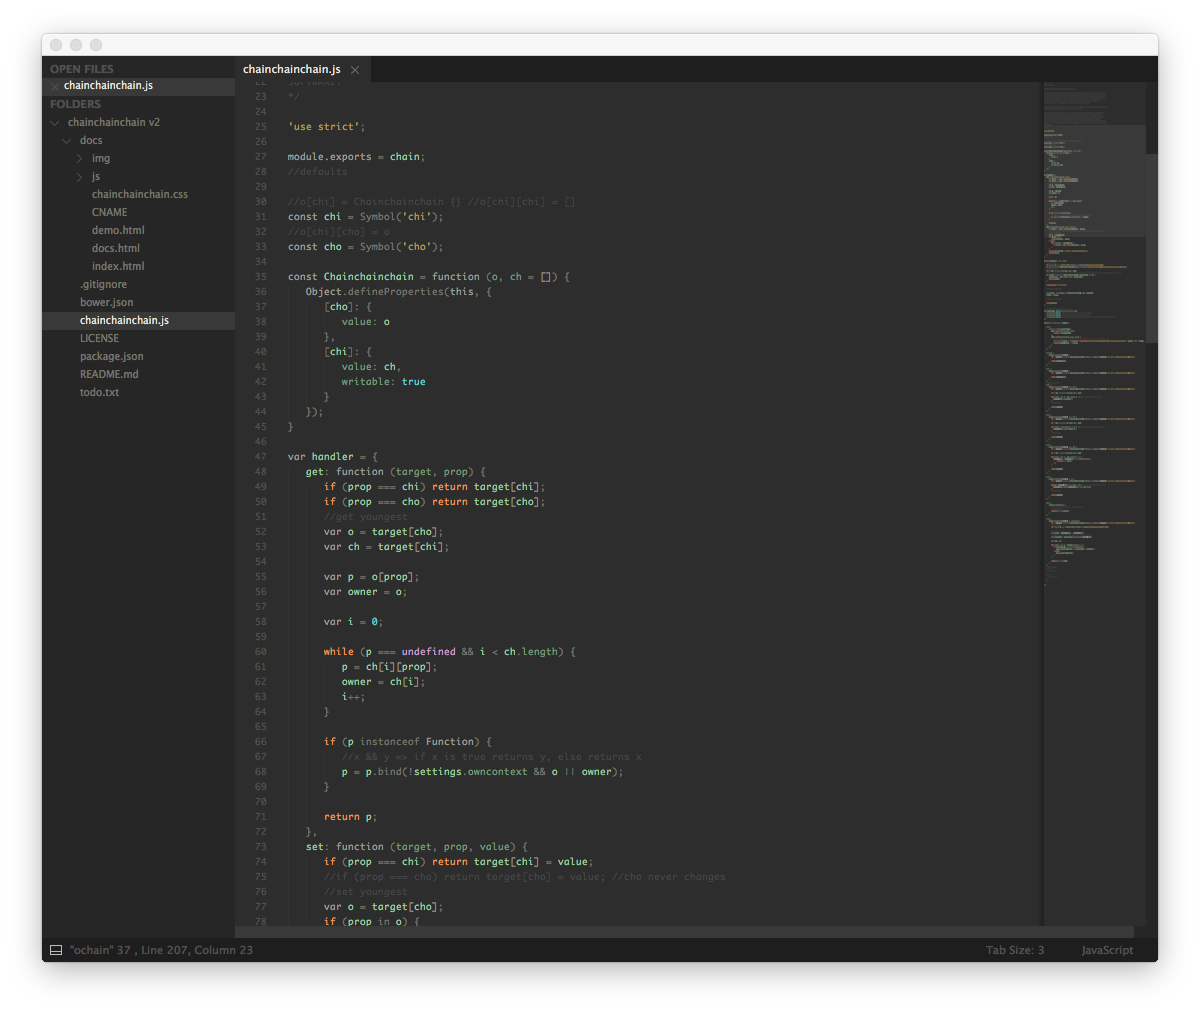 OPEN FILES
chainchainchain.js
FOLDERS
chainchainchain v2
docs
img
js
chainchainchain.css
CNAME
demo.html
docs.html
index.html
.gitignore
bower.json
chainchainchain.js
LICENSE
package.json
README.md
todo.txt
chainchainchain.js
22 SOFTWARE.
23 */
24
25 'use strict';
26
27 module.exports = chain;
28 //defaults
29
30 //o[chi] = Chainchainchain {} //o[chi][chi] = []
31 const chi = Symbol('chi');
32 //o[chi][cho] = o
33 const cho = Symbol('cho');
34
35 const Chainchainchain = function (o, ch = []) {
36 Object.defineProperties(this, {
37 [cho]: {
38 value: o
39 },
40 [chi]: {
41 value: ch,
42 writable: true
43 }
44 });
45 }
46
47 var handler = {
48 get: function (target, prop) {
49 if (prop === chi) return target[chi];
50 if (prop === cho) return target[cho];
51 //get youngest
52 var o = target[cho];
53 var ch = target[chi];
54
55 var p = o[prop];
56 var owner = o;
57
58 var i = 0;
59
60 while (p === undefined && i < ch.length) {
61 p = ch[i][prop];
62 owner = ch[i];
63 i++;
64 }
65
66 if (p instanceof Function) {
67 //x && y => if x is true returns y, else returns x
68 p = p.bind(!settings.owncontext && o || owner);
69 }
70
71 return p;
72 },
73 set: function (target, prop, value) {
74 if (prop === chi) return target[chi] = value;
75 //if (prop === cho) return target[cho] = value; //cho never changes
76 //set youngest
77 var o = target[cho];
78 if (prop in o) {
"ochain" 37 , Line 207, Column 23
Tab Size: 3
JavaScript